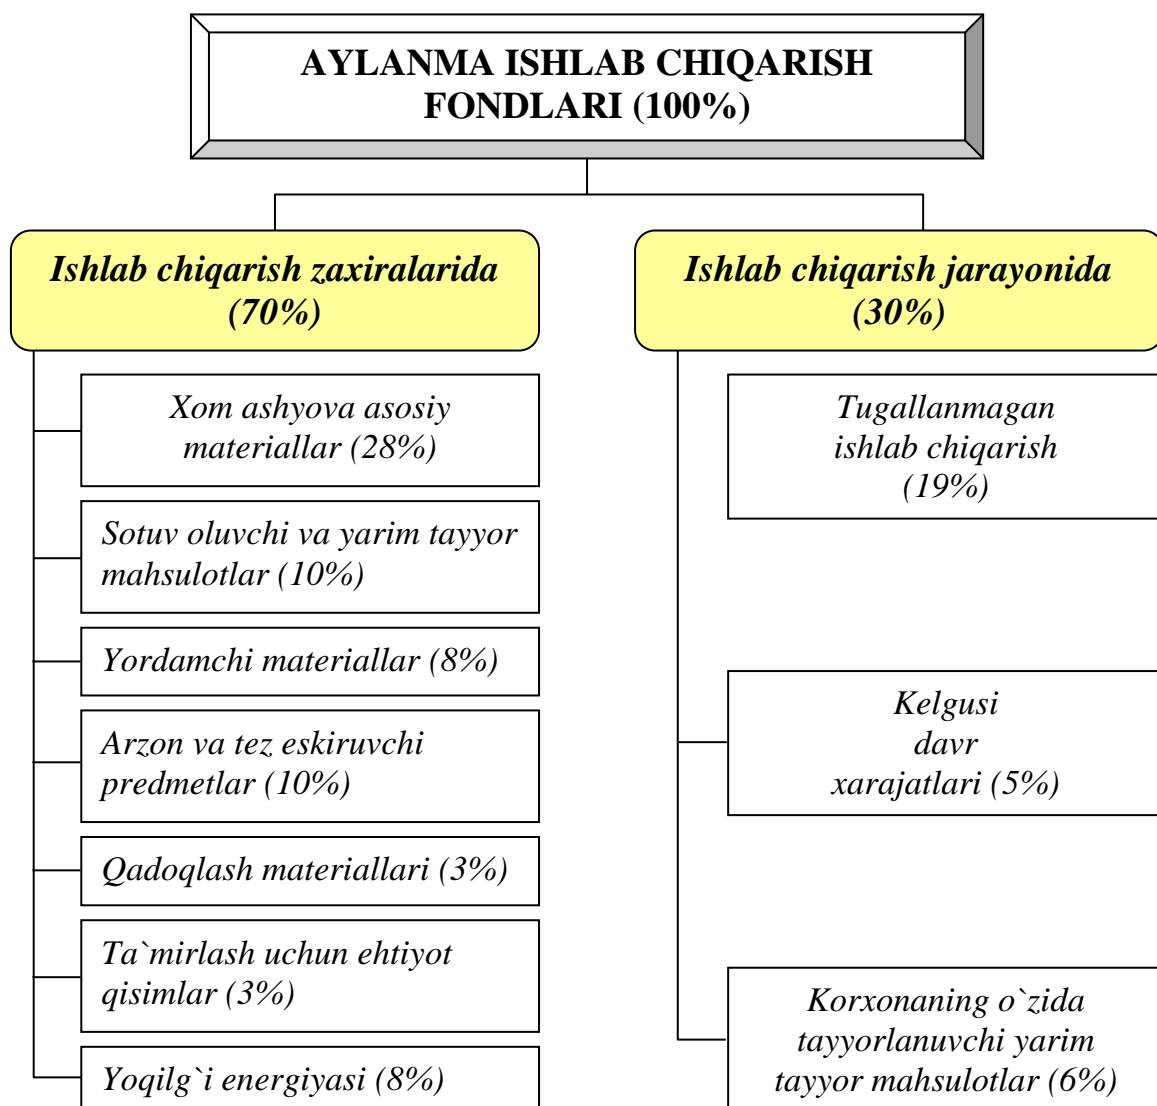 AYLANMA ISHLAB CHIQARISH
FONDLARI (100%)
Ishlab chiqarish zaxiralarida
(70%)
Xom ashyova asosiy
materiallar (28%)
Sotuv oluvchi va yarim tayyor
mahsulotlar (10%)
Yordamchi materiallar (8%)
Arzon va tez eskiruvchi
predmetlar (10%)
Qadoqlash materiallari (3%)
Ta`mirlash uchun ehtiyot
qisimlar (3%)
Yoqilg`i energiyasi (8%)
Ishlab chiqarish jarayonida
(30%)
Tugallanmagan
ishlab chiqarish
(19%)
Kelgusi
davr
xarajatlari (5%)
Korxonaning o`zida
tayyorlanuvchi yarim
tayyor mahsulotlar (6%)